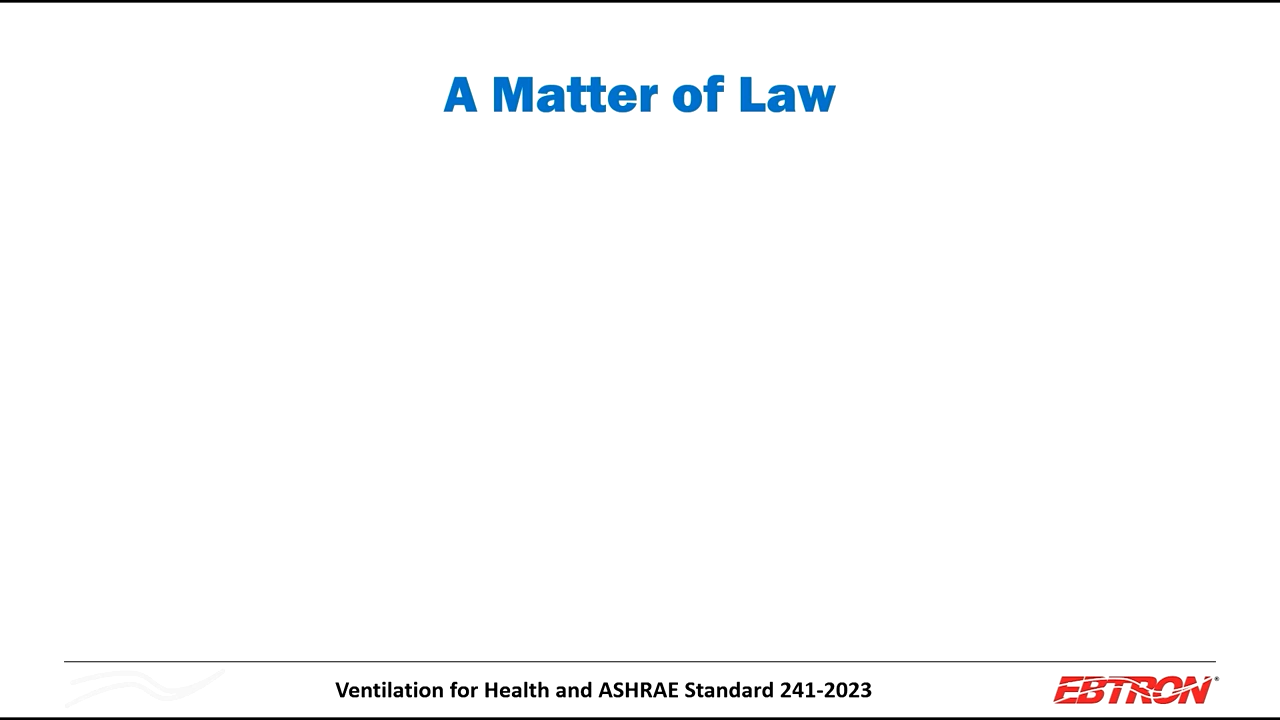 A Matter of Law
Ventilation for Health and ASHRAE Standard 241-2023
EBTRON®